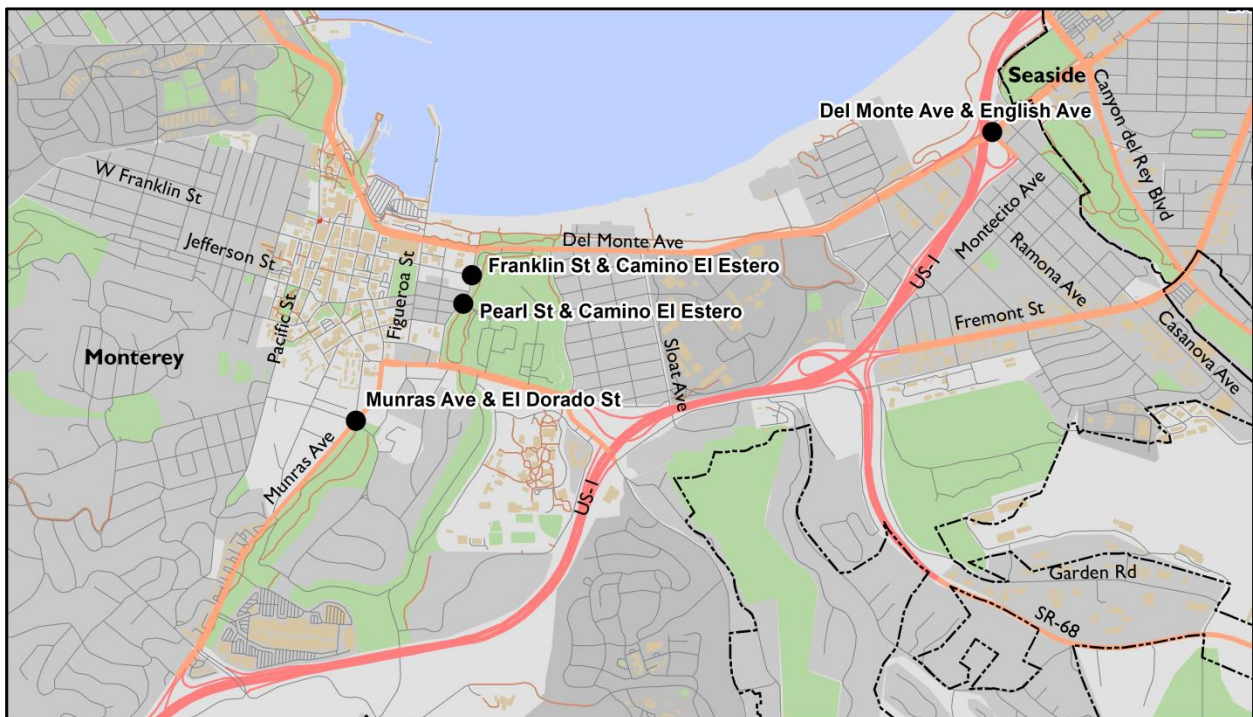 Seaside
Del Monte Ave & English Ave
Canyon del Rey Blvd
W Franklin St
Jefferson St
Del Monte Ave
Montecito Ave
Ramona Ave
Figueroa St
Franklin St & Camino El Estero
US-1
Pacific St
Pearl St & Camino El Estero
Fremont St
Monterey
Sloat Ave
Casanova Ave
Munras Ave & El Dorado St
Munras Ave
US-1
Garden Rd
SR-68